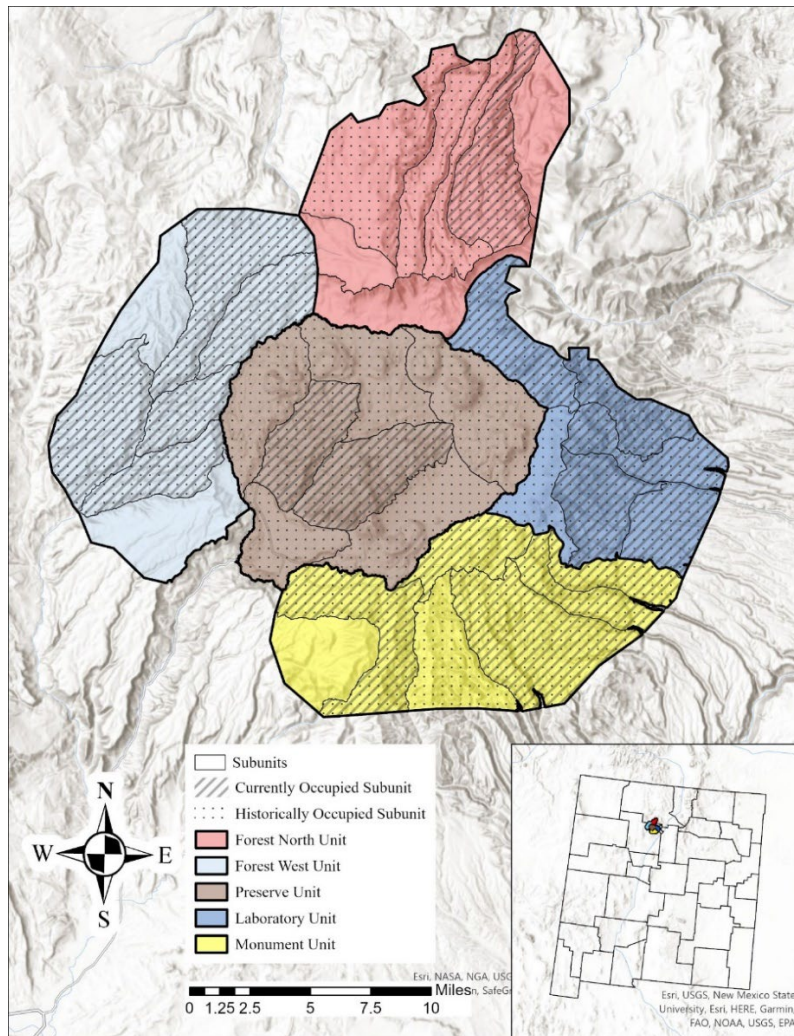 Subunits
Currently Occupied Subunit
Historically Occupied Subunit
Forest North Unit
Forest West Unit
Preserve Unit
Laboratory Unit
Monument Unit
N
W
E
S
Esri, NASA, NGA, USG
Miles
n, SafeG
0 1.25 2.5 5 7.5 10
Esri, USGS, New Mexico State
University, Esri, HERE, Garmin,
FAO, NOAA, USGS, EPA